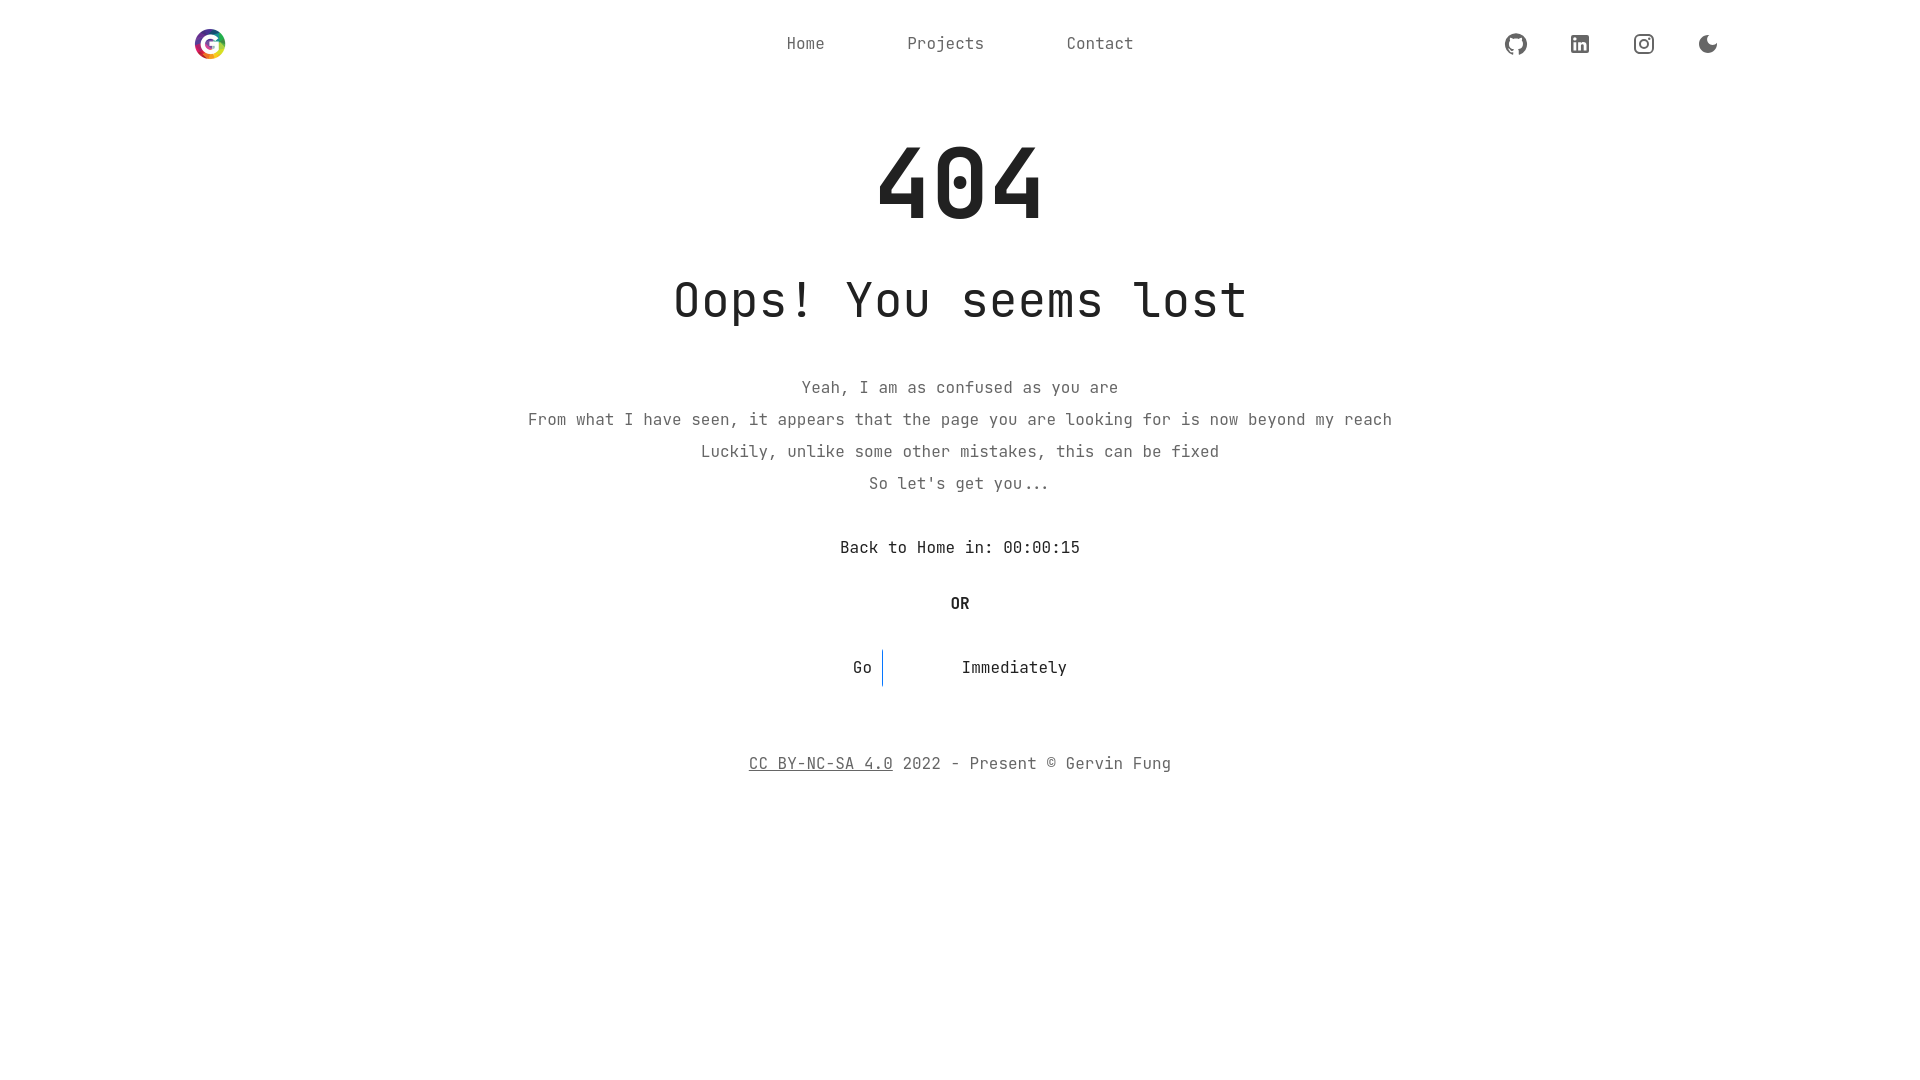 Home Projects Contact
404
Oops! You seems lost
Yeah, I am as confused as you are
From what I have seen, it appears that the page you are looking for is now beyond my reach
Luckily, unlike some other mistakes, this can be fixed
So let's get you...
Back to Home in: 00:00:15
OR
Go Immediately
CC BY-NC-SA 4.0 2022 - Present © Gervin Fung